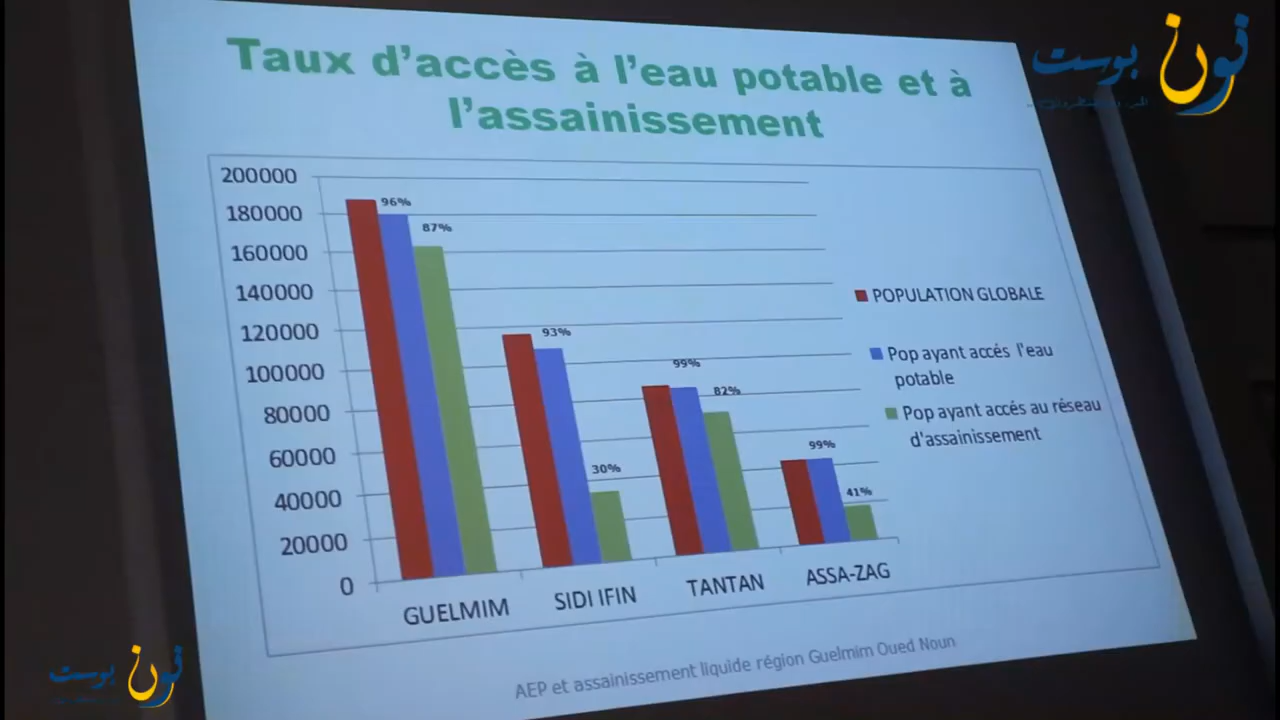 Taux d'accès à l'eau potable et à
l'assainissement
نون بوست
200000
180000
160000
140000
120000
100000
80000
60000
40000
20000
0
96%
87%
93%
30%
99%
82%
99%
41%
GUELMIM
SIDI IFIN
TANTAN
ASSA-ZAG
POPULATION GLOBALE
Pop ayant accés l'eau
potable
Pop ayant accés au réseau
d'assainissement
AEP et assainissement liquide région Guelmim Oued Noun
نون بوست